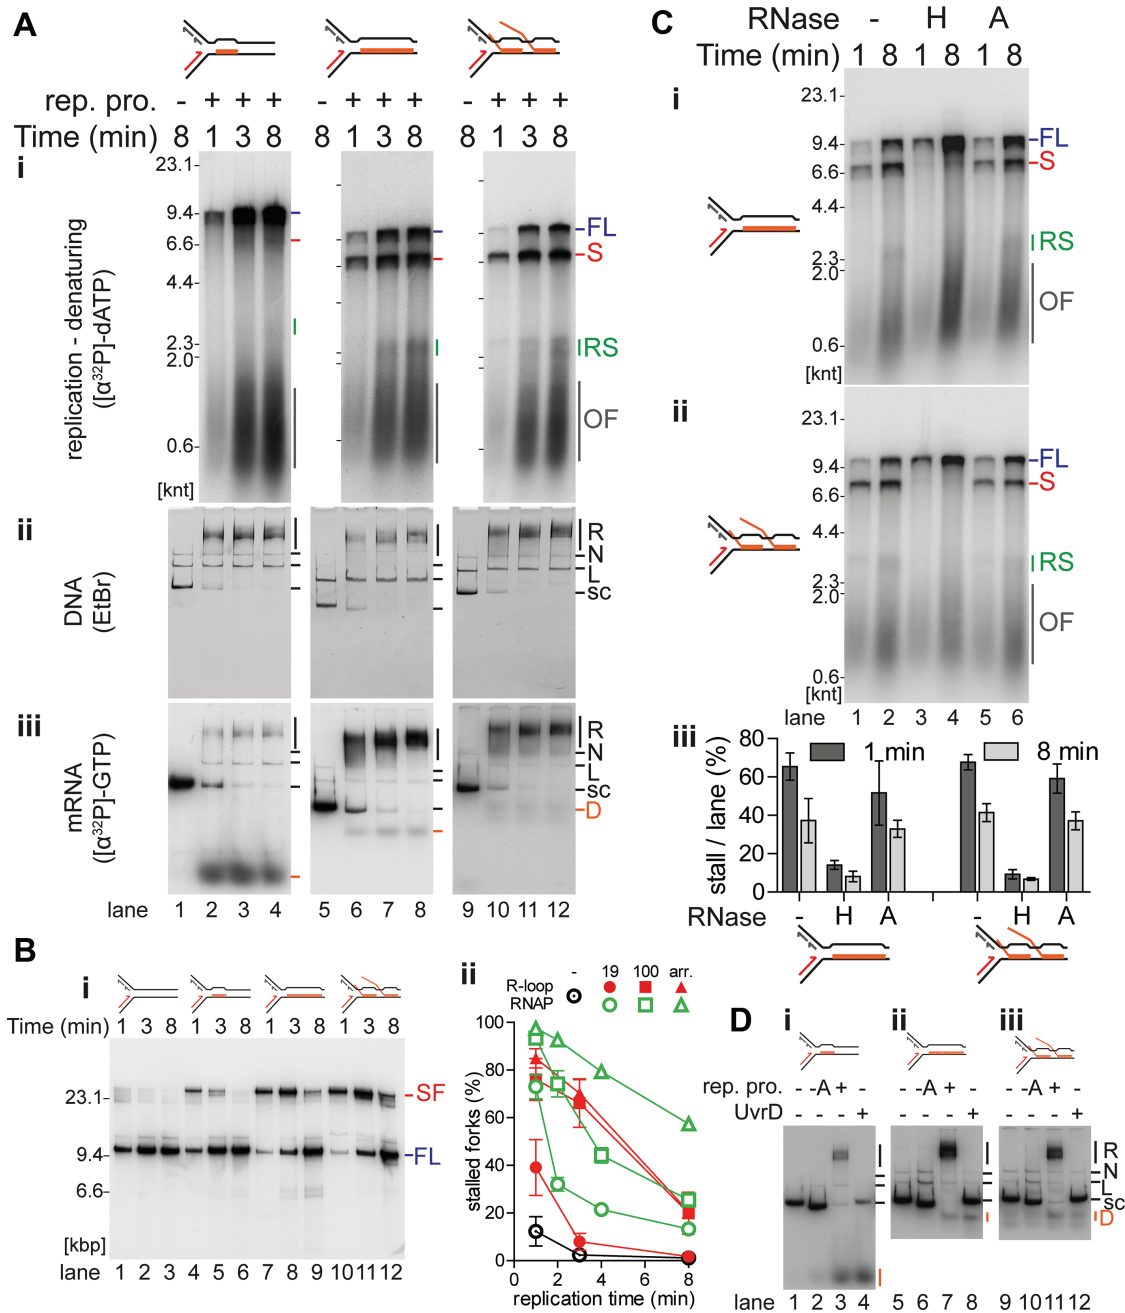 A
rep. pro. - + + + - + + + - + + +
Time (min) 8 1 3 8 8 1 3 8 8 1 3 8
i
replication - denaturing
([α³²P]-dATP)
23.1-
9.4-
6.6-
4.4-
2.3-
2.0-
0.6-
[knt]
FL
S
RS
OF
ii
DNA
(EtBr)
R
N
L
sc
iii
mRNA
([α³²P]-GTP)
R
N
L
sc
D
lane 1 2 3 4 5 6 7 8 9 10 11 12
B
i
Time (min) 1 3 8 1 3 8 1 3 8 1 3 8
23.1-
9.4-
6.6-
[kbp]
SF
FL
lane 1 2 3 4 5 6 7 8 9 10 11 12
ii
- 19 100 arr.
R-loop
RNAP
stalled forks (%)
100
80
60
40
20
0
0 2 4 6 8
replication time (min)
C
RNase - H A
Time (min) 1 8 1 8 1 8
i
23.1-
9.4-
6.6-
4.4-
2.3-
2.0-
0.6-
[knt]
FL
S
RS
OF
ii
23.1-
9.4-
6.6-
4.4-
2.3-
2.0-
0.6-
[knt]
FL
S
RS
OF
lane 1 2 3 4 5 6
iii
stall / lane (%)
80
60
40
20
0
1 min 8 min
RNase - H A - H A
D
i ii iii
rep. pro. - -A + - -A + - -A +
UvrD - - - + - - - + - - - +
R
N
L
sc
D
lane 1 2 3 4 5 6 7 8 9 10 11 12